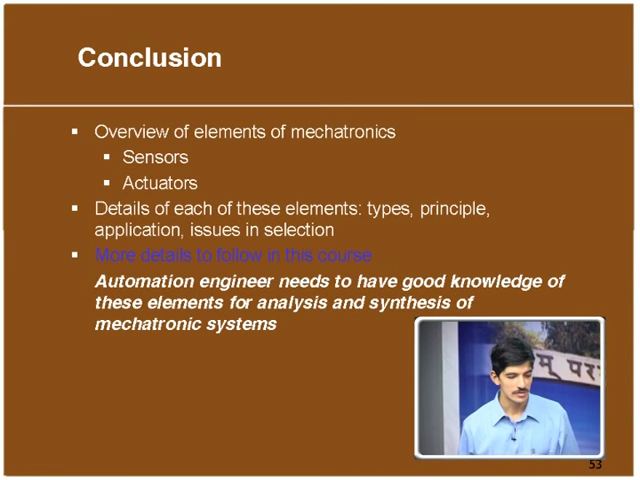 Conclusion
Overview of elements of mechatronics
Sensors
Actuators
Details of each of these elements: types, principle,
application, issues in selection
More details to follow in this course
Automation engineer needs to have good knowledge of
these elements for analysis and synthesis of
mechatronic systems
म् पर
53